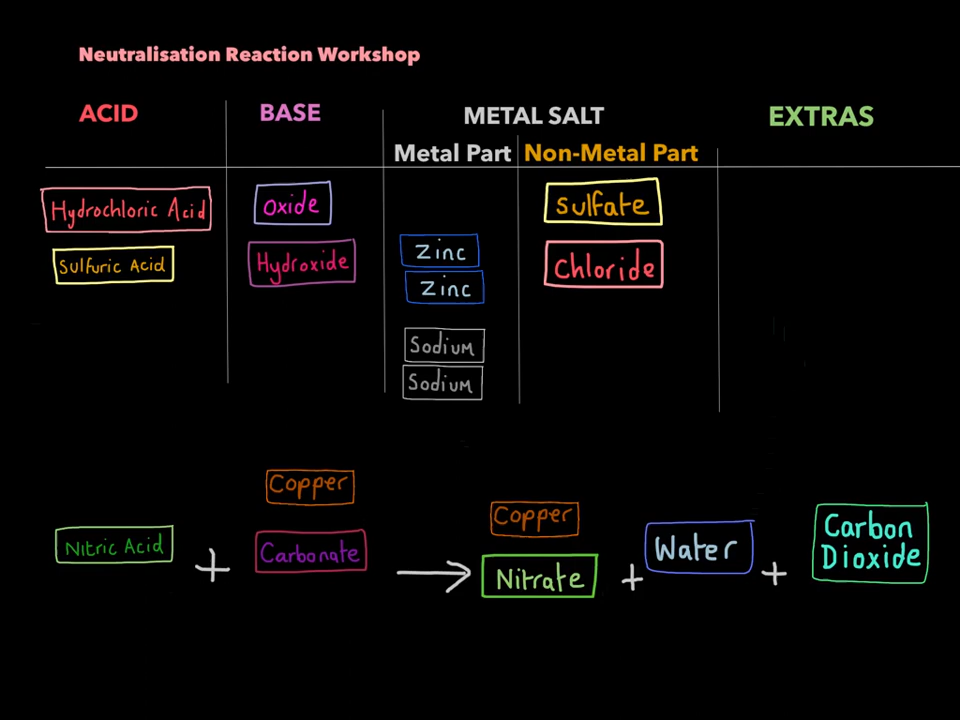 Neutralisation Reaction Workshop
ACID
BASE
METAL SALT
EXTRAS
Metal Part
Non-Metal Part
Hydrochloric Acid
Oxide
Sulfate
Sulfuric Acid
Hydroxide
Zinc
Chloride
Zinc
Sodium
Sodium
Copper
Copper
Nitric Acid
+
Carbonate
→
Nitrate
+
Water
+
Carbon
Dioxide